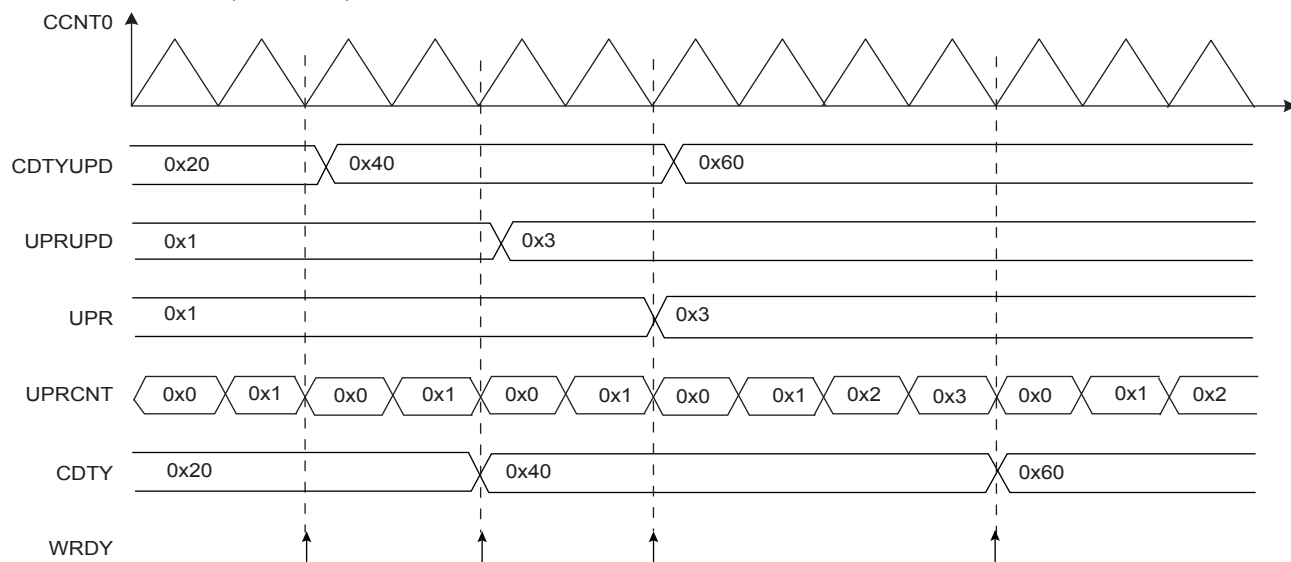 CCNT0
CDTYUPD 0x20 0x40 0x60
UPRUPD 0x1 0x3
UPR 0x1 0x3
UPRCNT 0x0 0x1 0x0 0x1 0x0 0x1 0x0 0x1 0x2 0x3 0x0 0x1 0x2
CDTY 0x20 0x40 0x60
WRDY